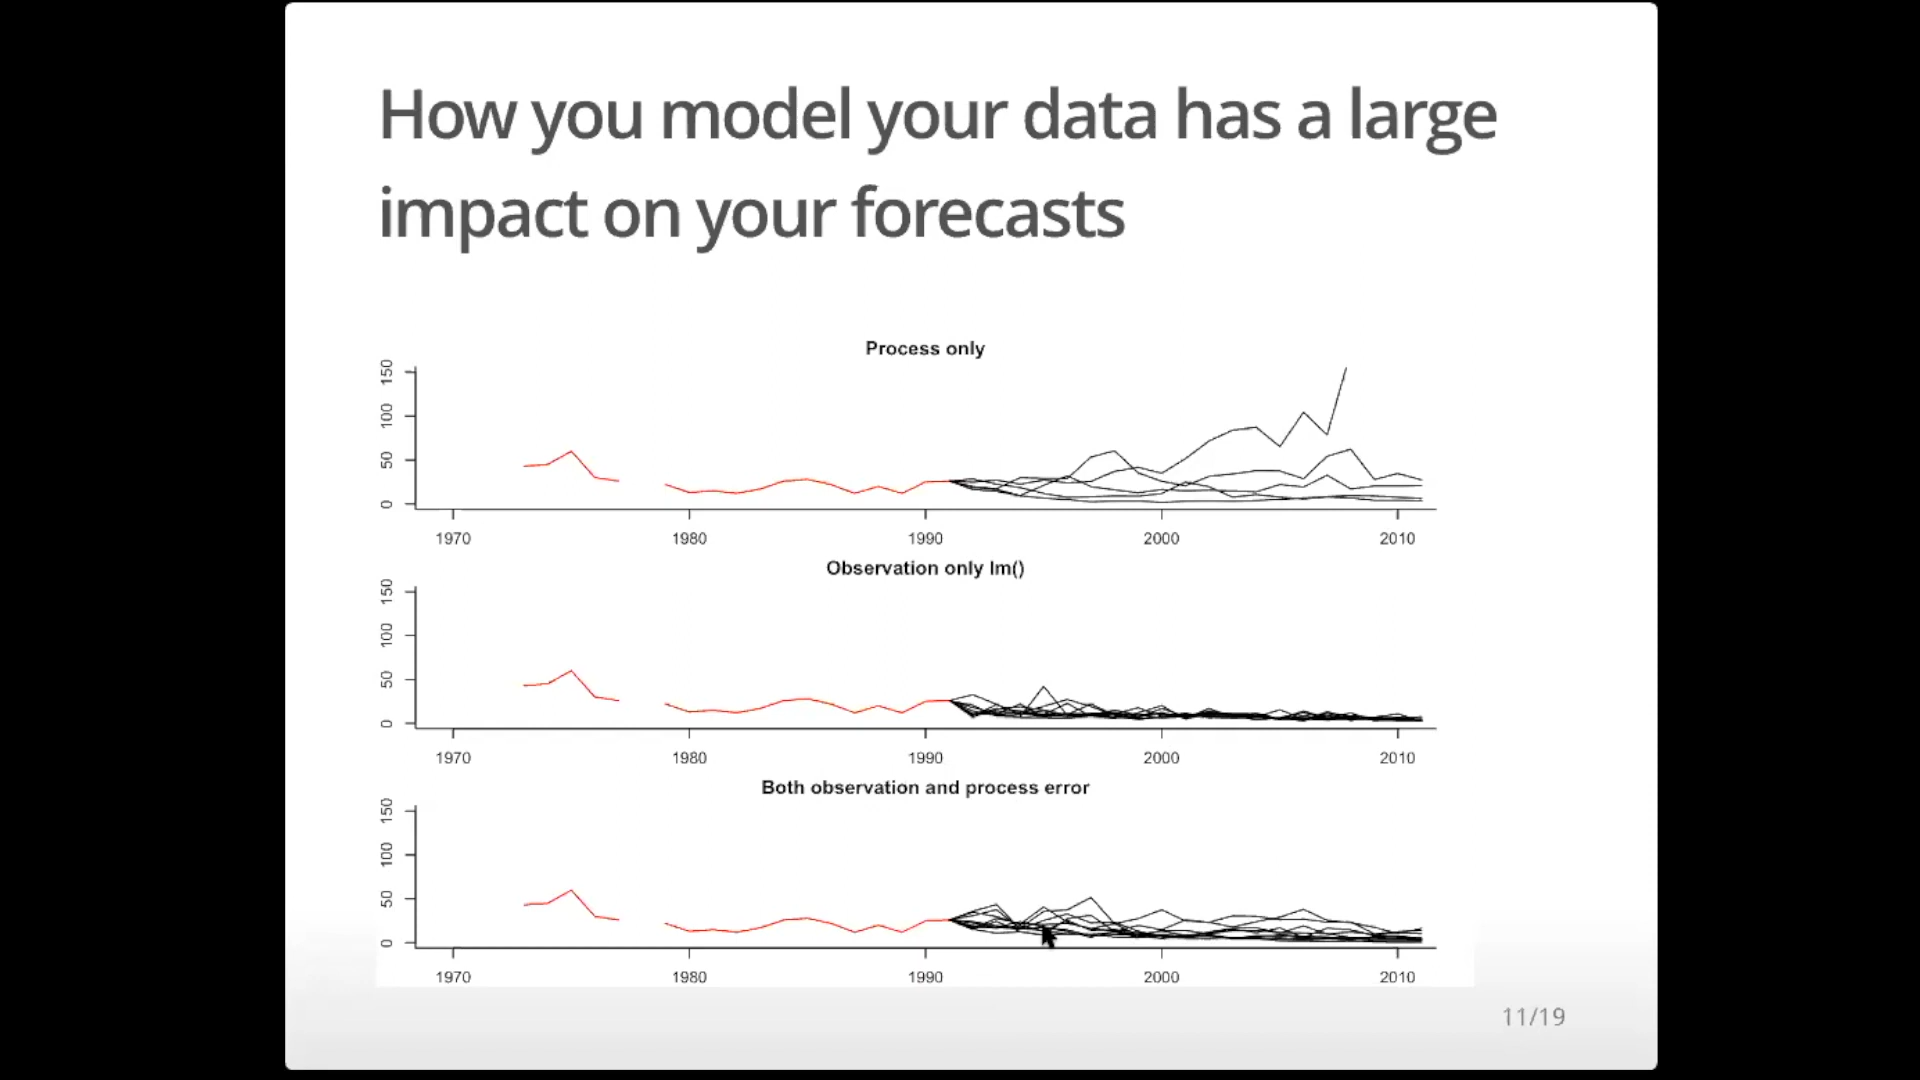 How you model your data has a large
impact on your forecasts
Process only
150
100
50
0
1970 1980 1990 2000 2010
Observation only lm()
150
100
50
0
1970 1980 1990 2000 2010
Both observation and process error
150
100
50
0
1970 1980 1990 2000 2010
11/19